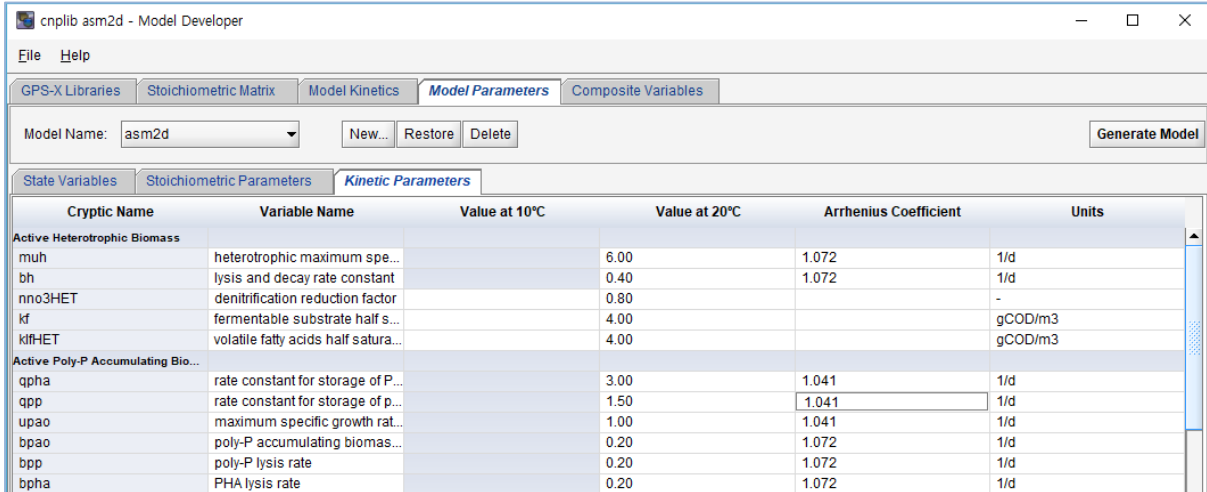 cnplib asm2d - Model Developer
File Help
GPS-X Libraries Stoichiometric Matrix Model Kinetics Model Parameters Composite Variables
Model Name: asm2d New... Restore Delete Generate Model
State Variables Stoichiometric Parameters Kinetic Parameters
Cryptic Name Variable Name Value at 10℃ Value at 20℃ Arrhenius Coefficient Units
Active Heterotrophic Biomass
muh heterotrophic maximum spe... 6.00 1.072 1/d
bh lysis and decay rate constant 0.40 1.072 1/d
nno3HET denitrification reduction factor 0.80 -
kf fermentable substrate half s... 4.00 gCOD/m3
klfHET volatile fatty acids half satura... 4.00 gCOD/m3
Active Poly-P Accumulating Bio...
qpha rate constant for storage of P... 3.00 1.041 1/d
qpp rate constant for storage of p... 1.50 1.041 1/d
upao maximum specific growth rat... 1.00 1.041 1/d
bpao poly-P accumulating biomas... 0.20 1.072 1/d
bpp poly-P lysis rate 0.20 1.072 1/d
bpha PHA lysis rate 0.20 1.072 1/d